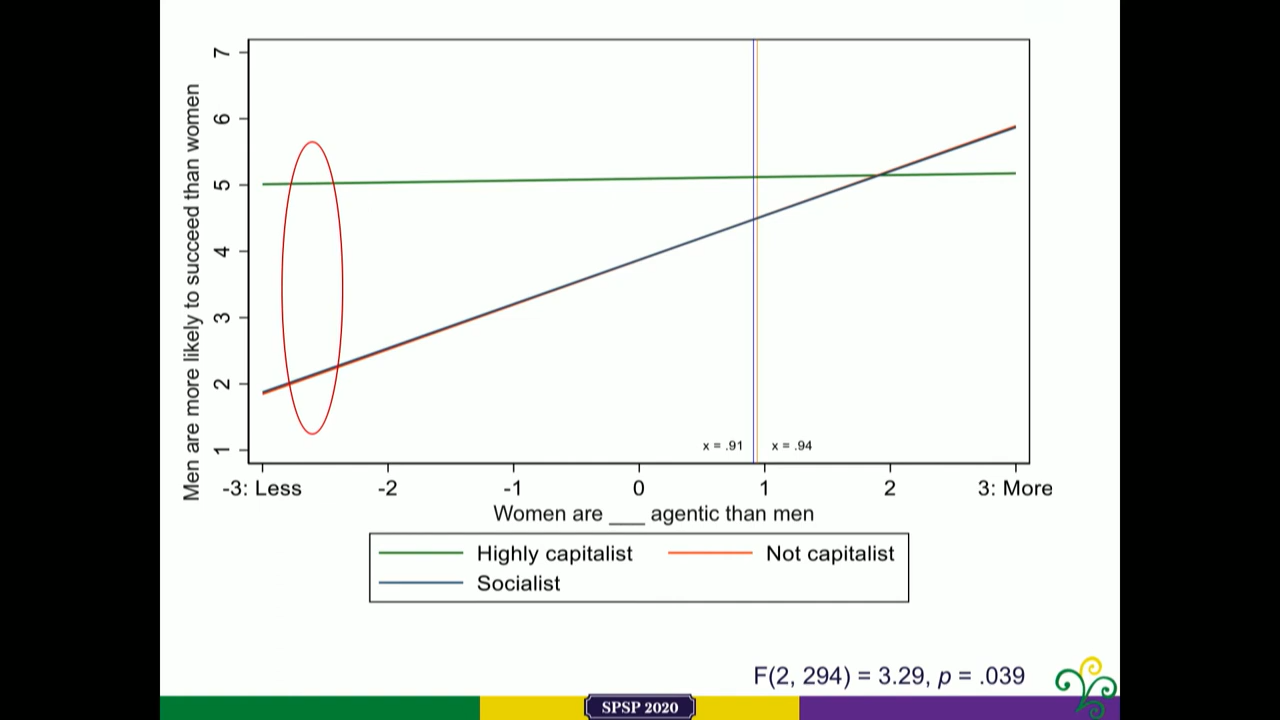 Men are more likely to succeed than women
7
6
5
4
3
2
1
x = .91 x = .94
-3: Less -2 -1 0 1 2 3: More
Women are ___ agentic than men
Highly capitalist Not capitalist
Socialist
F(2, 294) = 3.29, p = .039
SPSP 2020